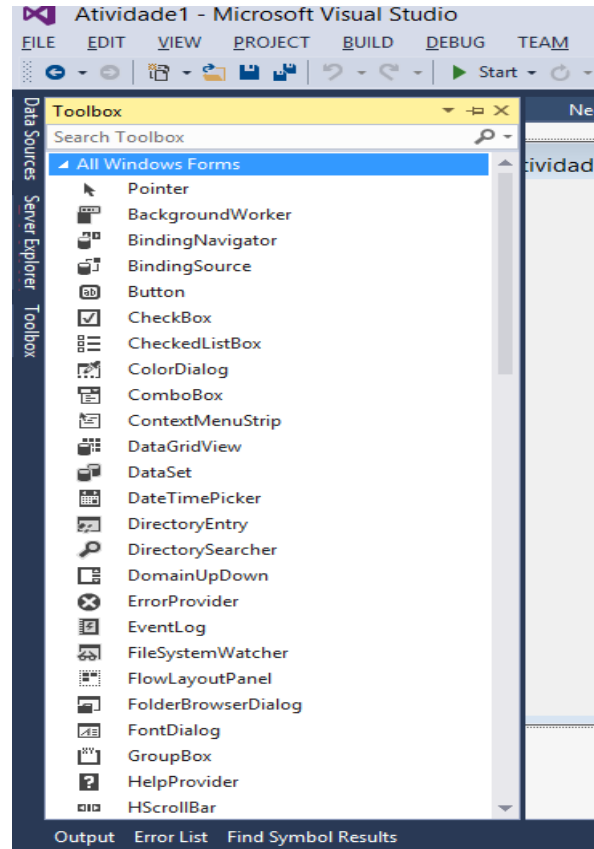 Atividade1 - Microsoft Visual Studio
FILE EDIT VIEW PROJECT BUILD DEBUG TEAM
Start
Data Sources
Server Explorer
Toolbox
Toolbox
Ne
Search Toolbox
tividad
All Windows Forms
Pointer
BackgroundWorker
BindingNavigator
BindingSource
Button
CheckBox
CheckedListBox
ColorDialog
ComboBox
ContextMenuStrip
DataGridView
DataSet
DateTimePicker
DirectoryEntry
DirectorySearcher
DomainUpDown
ErrorProvider
EventLog
FileSystemWatcher
FlowLayoutPanel
FolderBrowserDialog
FontDialog
GroupBox
HelpProvider
HScrollBar
Output Error List Find Symbol Results